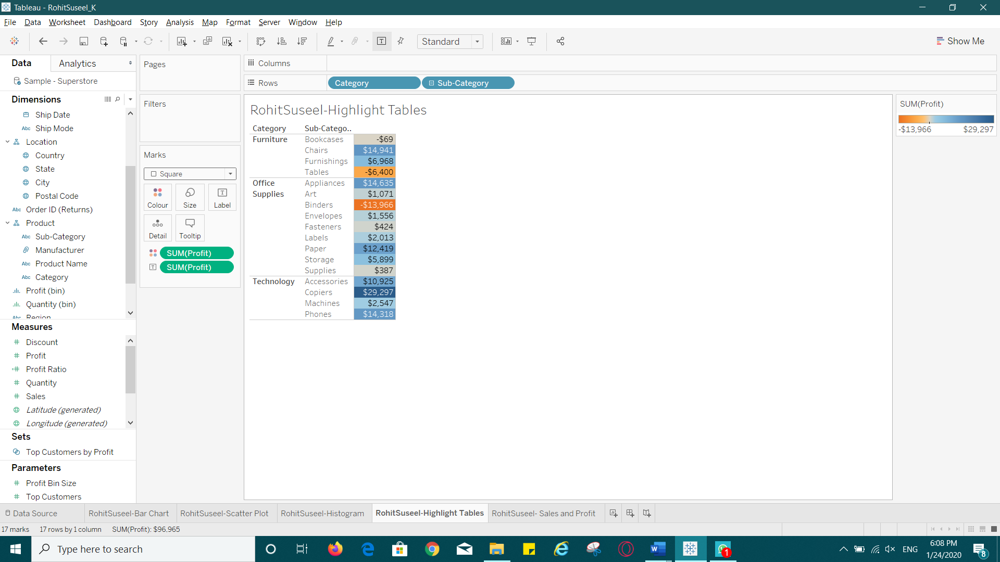 Tableau - RohitSuseel_K
File Data Worksheet Dashboard Story Analysis Map Format Server Window Help
Standard
Show Me
Data Analytics
Sample - Superstore
Dimensions
Abc Ship Date
Abc Ship Mode
Location
Country
State
City
Postal Code
Abc Order ID (Returns)
Product
Abc Sub-Category
Manufacturer
Abc Product Name
Abc Category
Profit (bin)
Quantity (bin)
Abc Region
Measures
# Discount
# Profit
=# Profit Ratio
# Quantity
# Sales
Latitude (generated)
Longitude (generated)
Sets
Top Customers by Profit
Parameters
# Profit Bin Size
# Top Customers
Pages
Filters
Marks
Square
Colour Size T Label
Detail Tooltip
SUM(Profit)
T SUM(Profit)
Columns
Rows Category Sub-Category
RohitSuseel-Highlight Tables
Category Sub-Catego..
Furniture Bookcases -$69
Chairs $14,941
Furnishings $6,968
Tables -$6,400
Office Appliances $14,635
Supplies Art $1,071
Binders -$13,966
Envelopes $1,556
Fasteners $424
Labels $2,013
Paper $12,419
Storage $5,899
Supplies $387
Technology Accessories $10,925
Copiers $29,297
Machines $2,547
Phones $14,318
SUM(Profit)
-$13,966 $29,297
Data Source RohitSuseel-Bar Chart RohitSuseel-Scatter Plot RohitSuseel-Histogram RohitSuseel-Highlight Tables RohitSuseel- Sales and Profit
17 marks 17 rows by 1 column SUM(Profit): $96,965
Type here to search
1
ENG
6:08 PM
1/24/2020
8